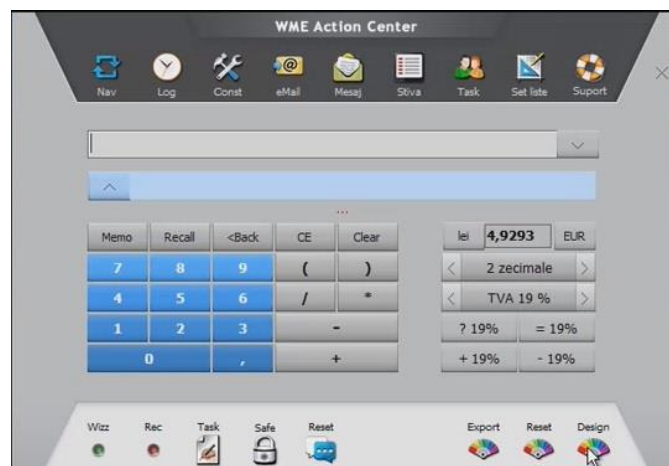 WME Action Center
Nav Log Const eMail Mesaj Stiva Task Set liste Suport
...
Memo Recall <Back CE Clear lei 4,9293 EUR
7 8 9 ( ) < 2 zecimale >
4 5 6 / * < TVA 19 % >
1 2 3 - ? 19% = 19%
0 , + + 19% - 19%
Wizz Rec Task Safe Reset Export Reset Design